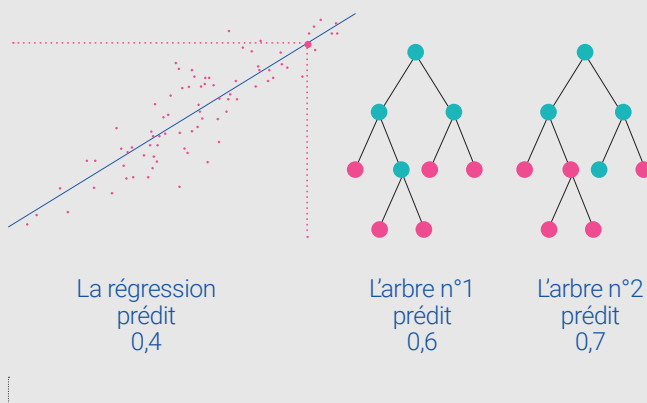 La régression
prédit
0,4
L'arbre n°1
prédit
0,6
L'arbre n°2
prédit
0,7